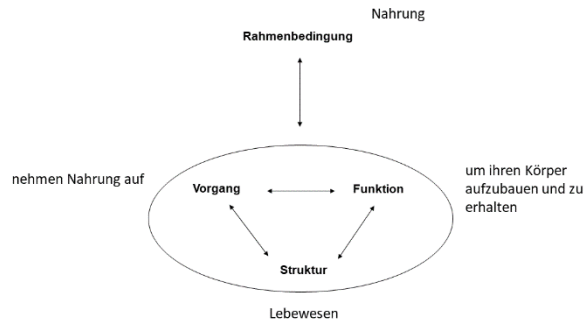 Nahrung
Rahmenbedingung
nehmen Nahrung auf
Vorgang
Funktion
um ihren Körper
aufzubauen und zu
erhalten
Struktur
Lebewesen